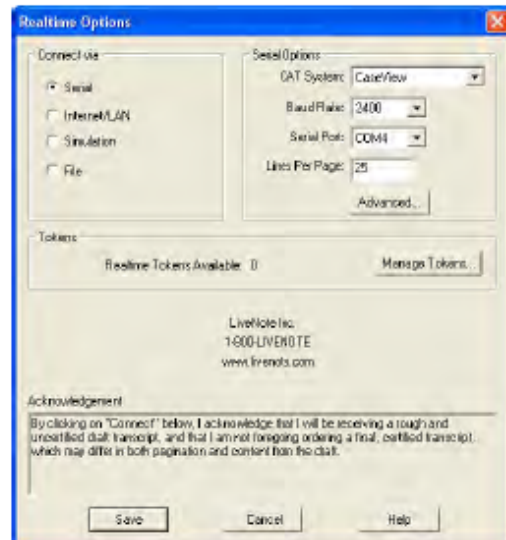 Realtime Options
Connect via
Serial
Internet/LAN
Simulation
File
Serial Options
CAT System: CaseView
Baud Rate: 2400
Serial Port: COM4
Lines Per Page: 25
Advanced...
Tokens
Realtime Tokens Available: 0
Manage Tokens...
LiveNote Inc.
1-800-LIVENOTE
www.livenote.com
Acknowledgement
By clicking on "Connect" below, I acknowledge that I will be receiving a rough and
uncertified draft transcript, and that I am not foregoing ordering a final, certified transcript,
which may differ in both pagination and content from the draft.
Save
Cancel
Help